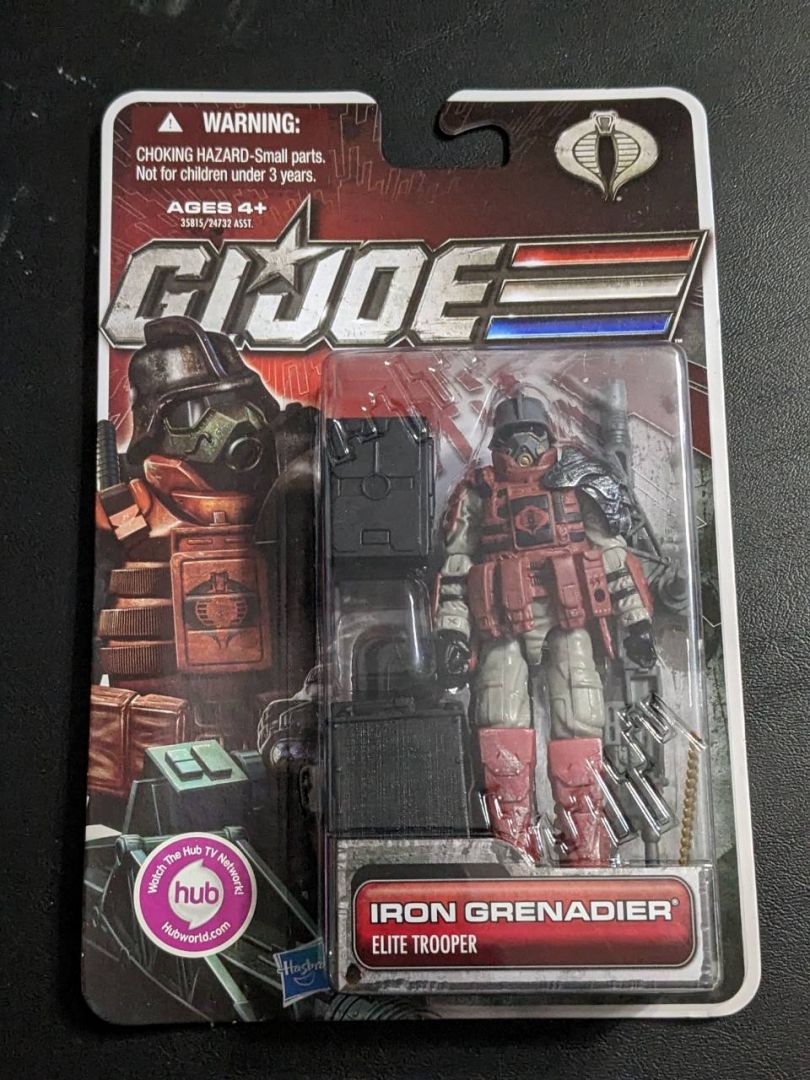 WARNING:
CHOKING HAZARD-Small parts.
Not for children under 3 years.
AGES 4+
35815/24732 ASST.
G.I. JOE
™
IRON GRENADIER®
ELITE TROOPER
Watch The Hub TV Network!
hub
Hubworld.com
Hasbro